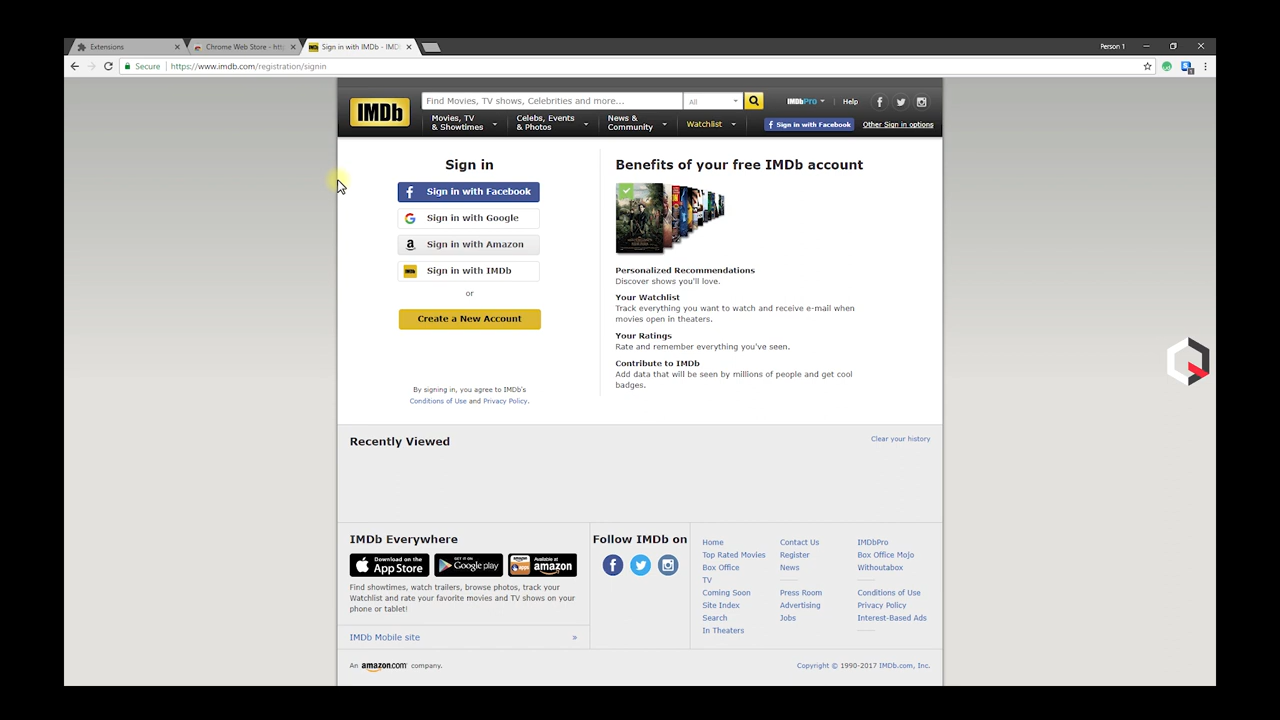 Extensions
Chrome Web Store - htt
Sign in with IMDb - IMD
Person 1
Secure
https://www.imdb.com/registration/signin
IMDb
Find Movies, TV shows, Celebrities and more...
All
IMDbPro
Help
Movies, TV
& Showtimes
Celebs, Events
& Photos
News &
Community
Watchlist
Sign in with Facebook
Other Sign in options
Sign in
Sign in with Facebook
Sign in with Google
Sign in with Amazon
Sign in with IMDb
or
Create a New Account
By signing in, you agree to IMDb's
Conditions of Use and Privacy Policy.
Benefits of your free IMDb account
Personalized Recommendations
Discover shows you'll love.
Your Watchlist
Track everything you want to watch and receive e-mail when
movies open in theaters.
Your Ratings
Rate and remember everything you've seen.
Contribute to IMDb
Add data that will be seen by millions of people and get cool
badges.
Recently Viewed
Clear your history
IMDb Everywhere
Download on the
App Store
GET IT ON
Google play
Available at
amazon
Find showtimes, watch trailers, browse photos, track your
Watchlist and rate your favorite movies and TV shows on your
phone or tablet!
IMDb Mobile site »
Follow IMDb on
Home
Top Rated Movies
Box Office
TV
Coming Soon
Site Index
Search
In Theaters
Contact Us
Register
News
Press Room
Advertising
Jobs
IMDbPro
Box Office Mojo
Withoutabox
Conditions of Use
Privacy Policy
Interest-Based Ads
An amazon.com company.
Copyright © 1990-2017 IMDb.com, Inc.